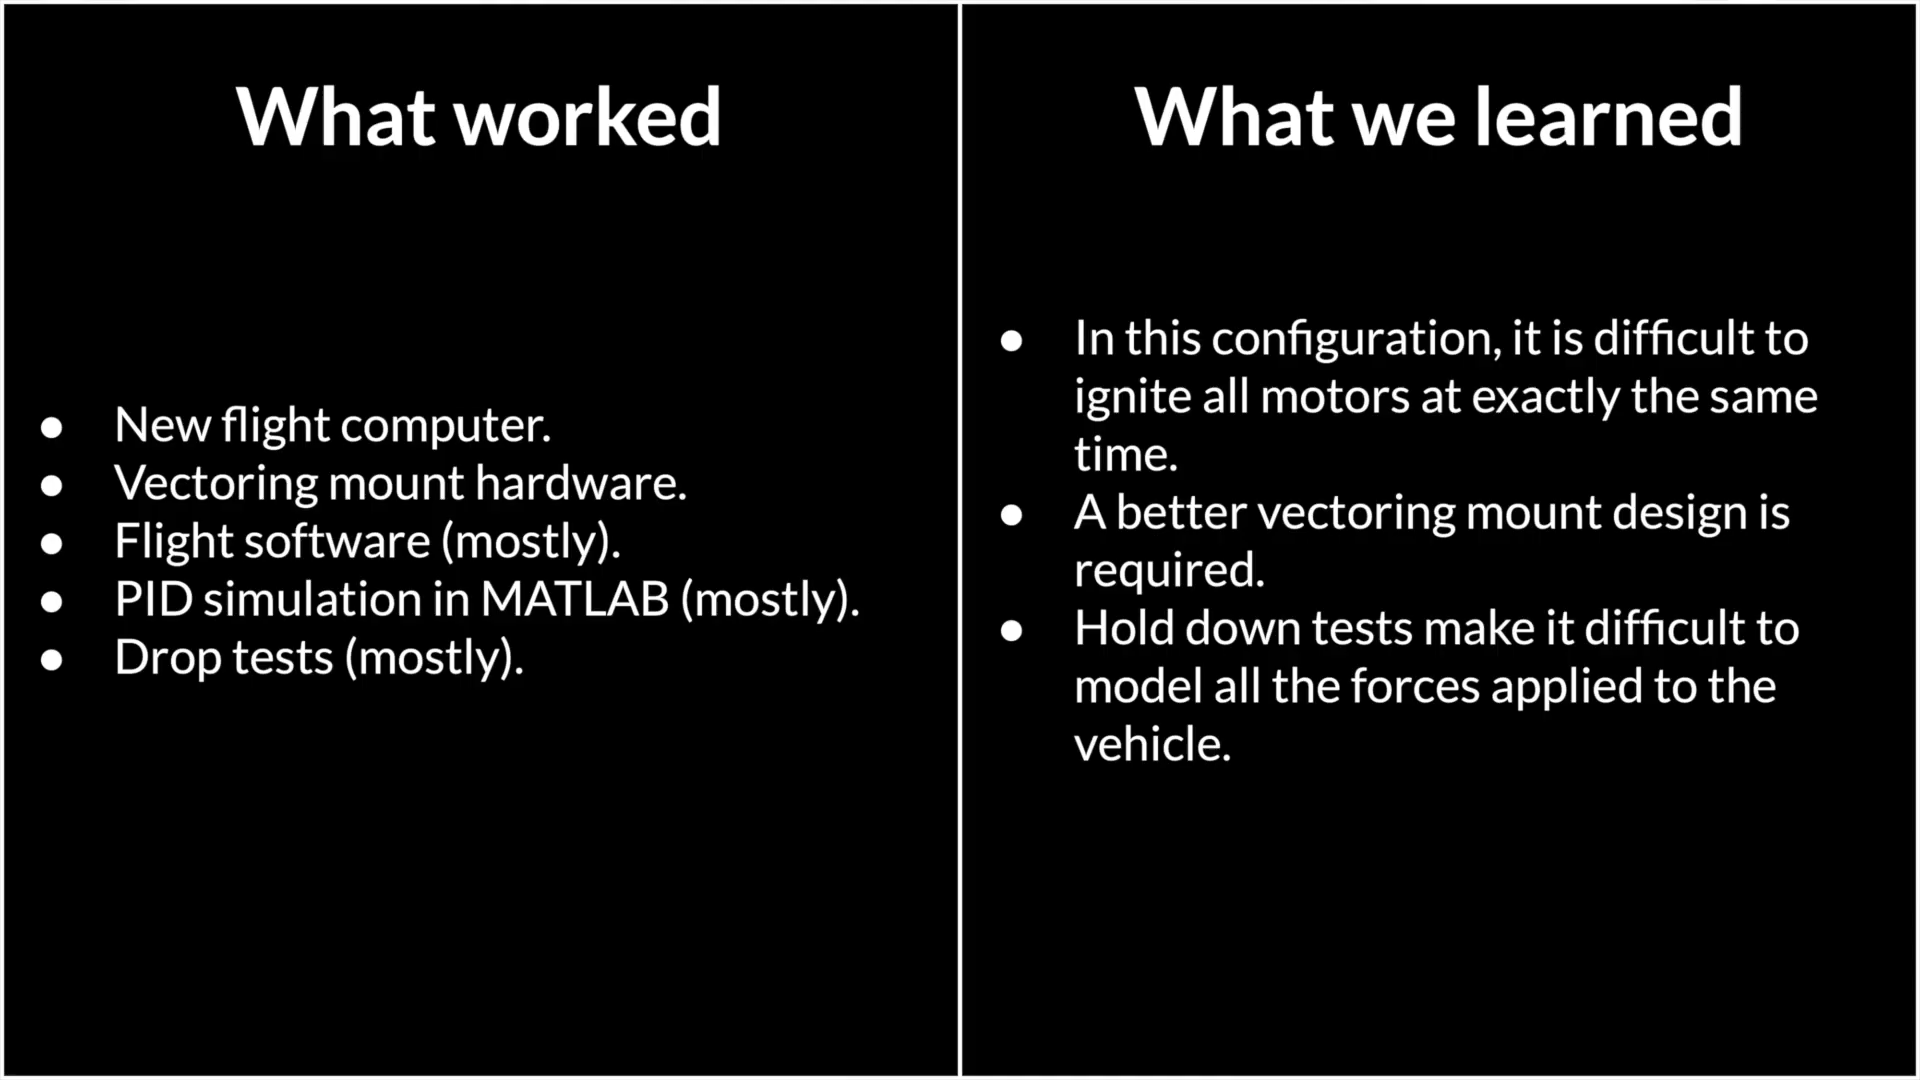 What worked
● New flight computer.
● Vectoring mount hardware.
● Flight software (mostly).
● PID simulation in MATLAB (mostly).
● Drop tests (mostly).
What we learned
● In this configuration, it is difficult to
ignite all motors at exactly the same
time.
● A better vectoring mount design is
required.
● Hold down tests make it difficult to
model all the forces applied to the
vehicle.